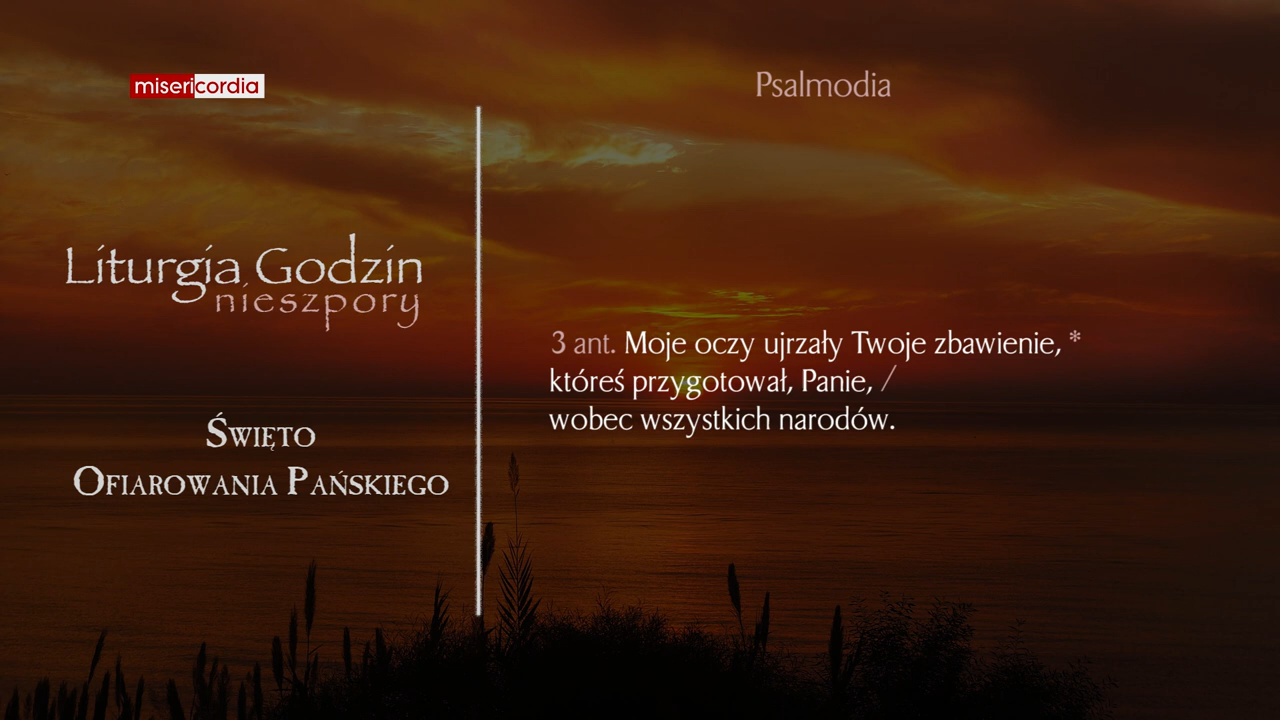 misericordia
Psalmodia
Liturgia Godzin
nieszpory
Święto
Ofiarowania Pańskiego
3 ant. Moje oczy ujrzały Twoje zbawienie, *
któreś przygotował, Panie, /
wobec wszystkich narodów.